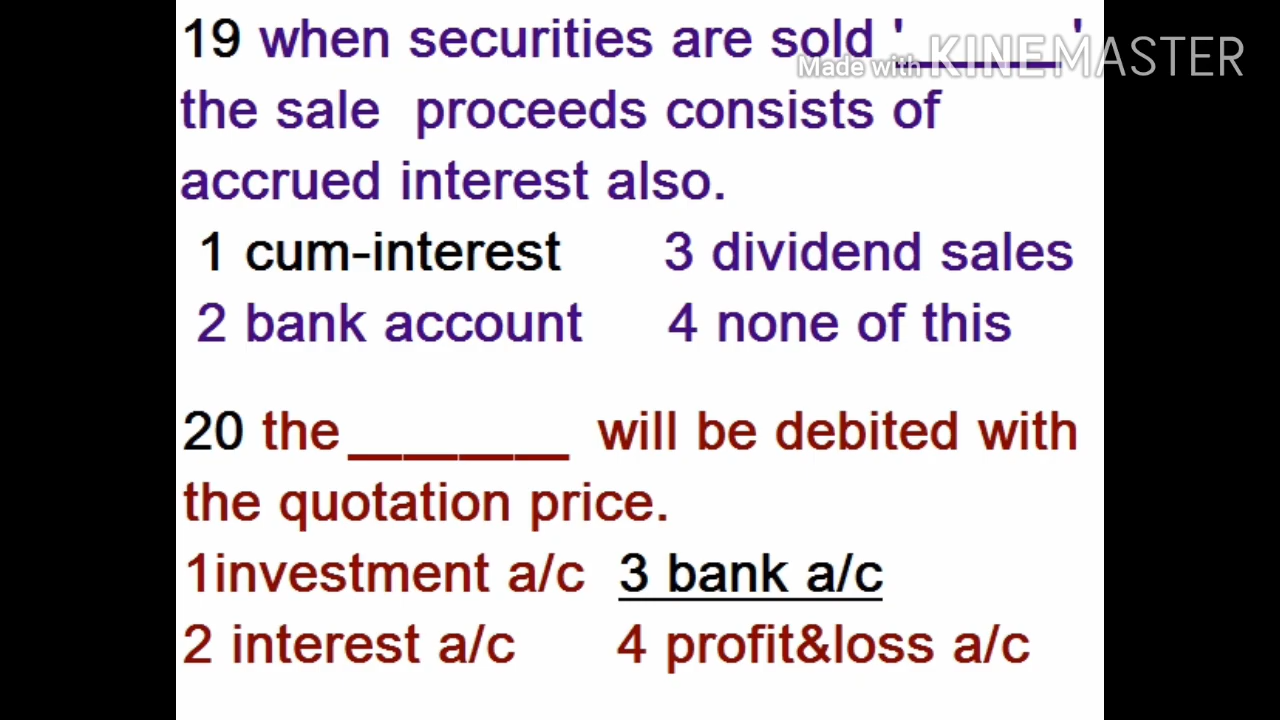 19 when securities are sold '_____'
Made with KINEMASTER
the sale proceeds consists of
accrued interest also.
1 cum-interest 3 dividend sales
2 bank account 4 none of this
20 the ________ will be debited with
the quotation price.
1investment a/c 3 bank a/c
2 interest a/c 4 profit&loss a/c